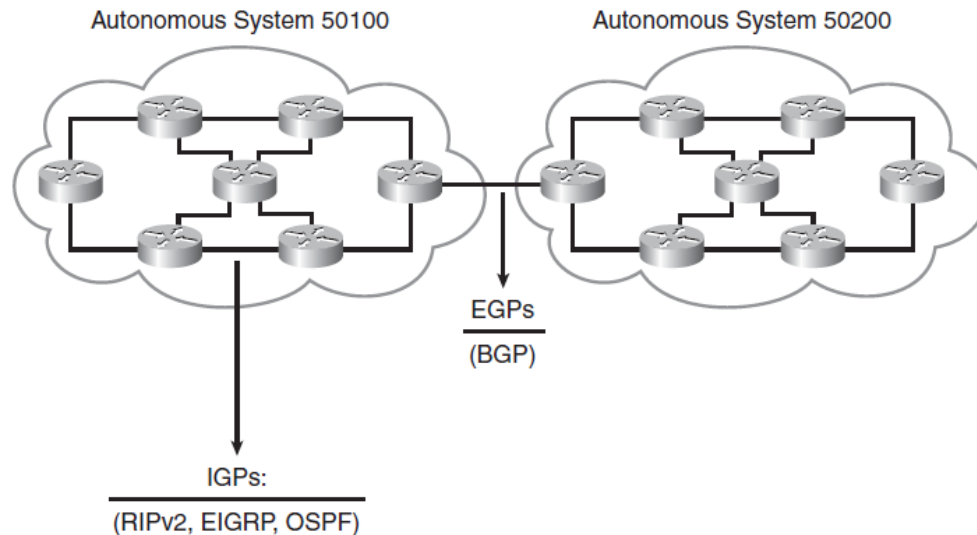 Autonomous System 50100
Autonomous System 50200
EGPs
(BGP)
IGPs:
(RIPv2, EIGRP, OSPF)